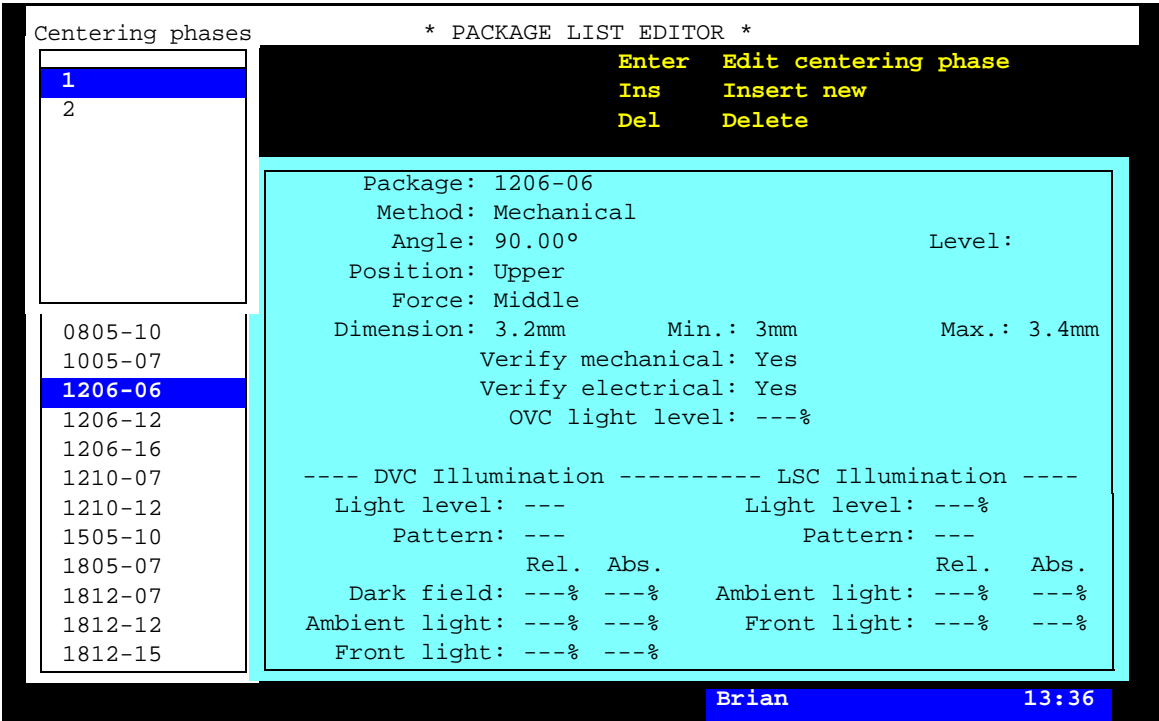 Centering phases * PACKAGE LIST EDITOR *
Enter Edit centering phase
1
Ins Insert new
2
Del Delete
Package: 1206-06
Method: Mechanical
Angle: 90.00º Level:
Position: Upper
Force: Middle
0805-10
Dimension: 3.2mm Min.: 3mm Max.: 3.4mm
1005-07
Verify mechanical: Yes
1206-06
Verify electrical: Yes
1206-12
OVC light level: ---%
1206-16
1210-07
---- DVC Illumination ---------- LSC Illumination ----
1210-12
Light level: --- Light level: ---%
1505-10
Pattern: --- Pattern: ---
1805-07
Rel. Abs. Rel. Abs.
1812-07
Dark field: ---% ---% Ambient light: ---% ---%
1812-12
Ambient light: ---% ---% Front light: ---% ---%
1812-15
Front light: ---% ---%
Brian 13:36